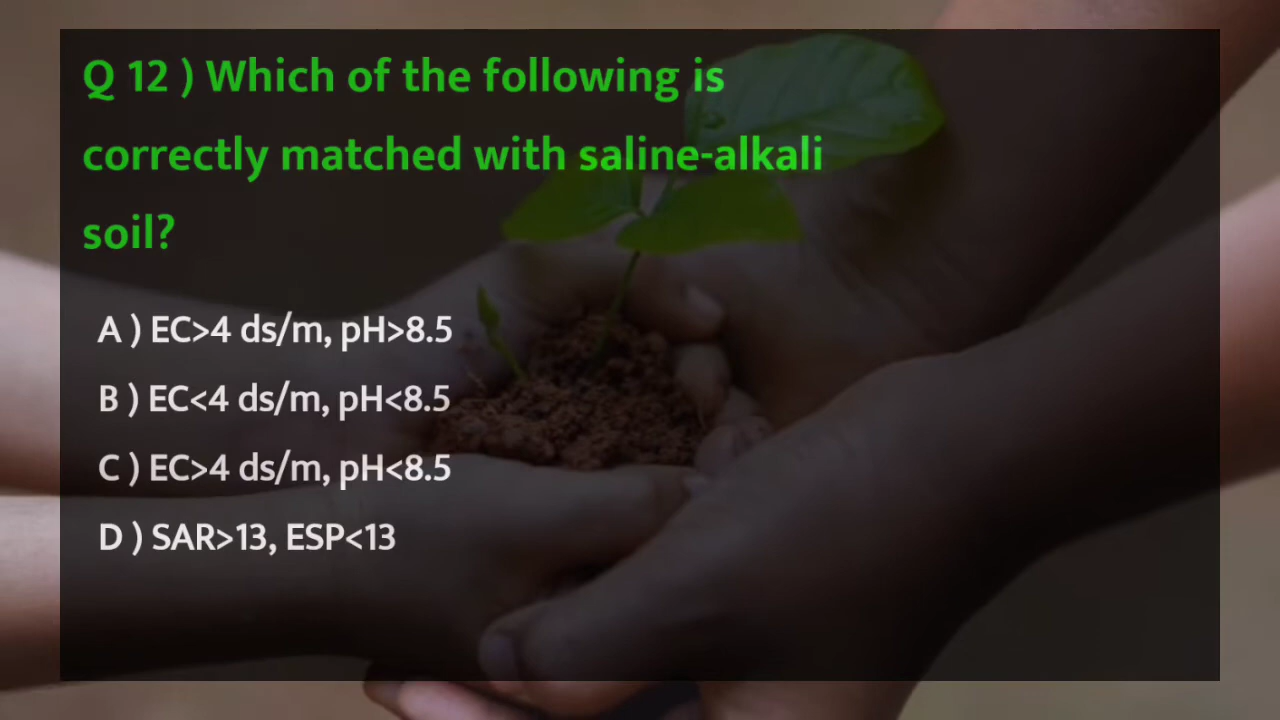 Q 12 ) Which of the following is
correctly matched with saline-alkali
soil?
A ) EC>4 ds/m, pH>8.5
B ) EC<4 ds/m, pH<8.5
C ) EC>4 ds/m, pH<8.5
D ) SAR>13, ESP<13